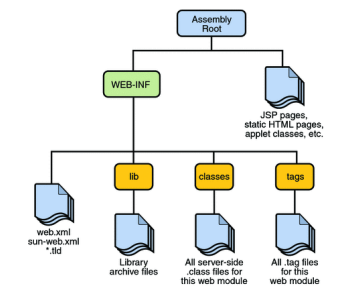 Assembly
Root
WEB-INF
JSP pages,
static HTML pages,
applet classes, etc.
lib
classes
tags
web.xml
sun-web.xml
*.tld
Library
archive files
All server-side
.class files for
this web module
All .tag files for
this
web module